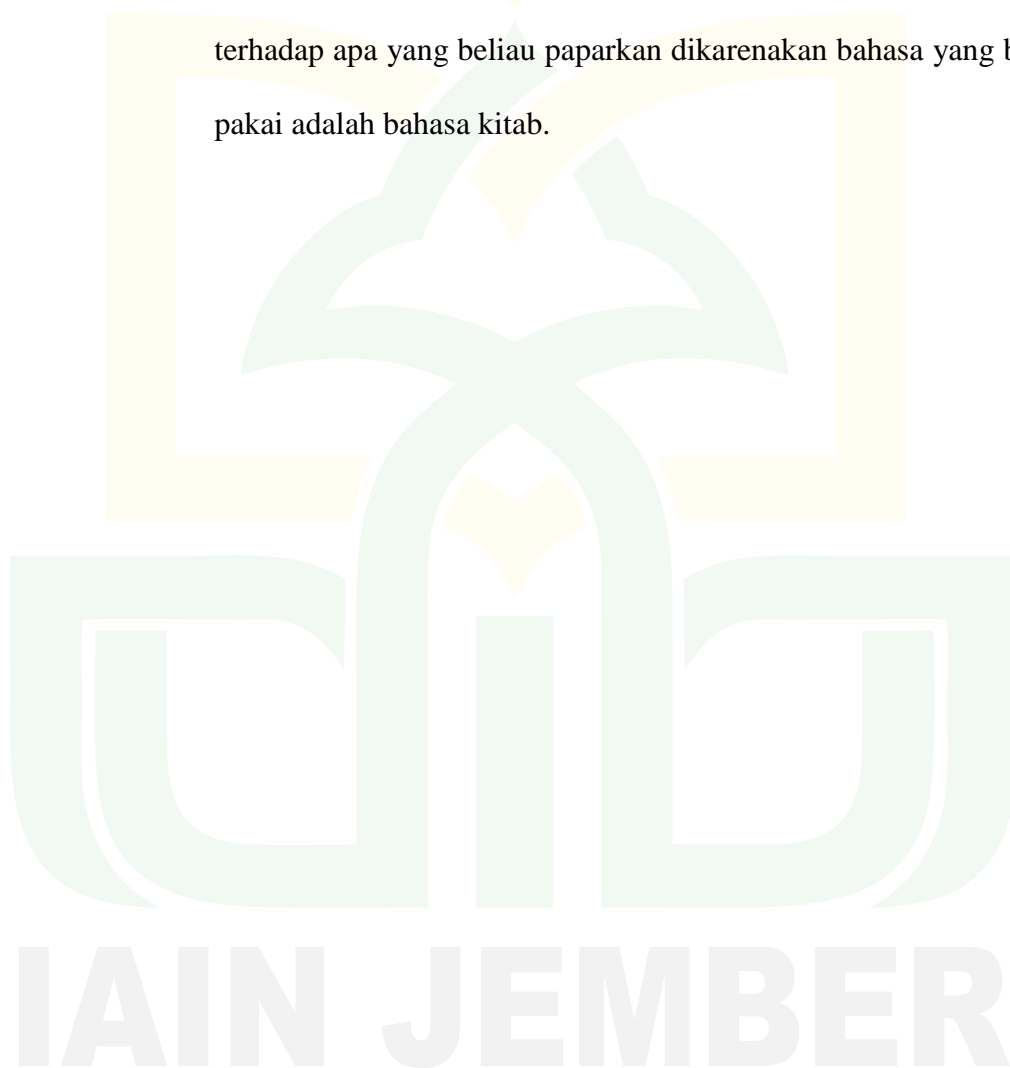 terhadap apa yang beliau paparkan dikarenakan bahasa yang
pakai adalah bahasa kitab.
IAIN JEMBER